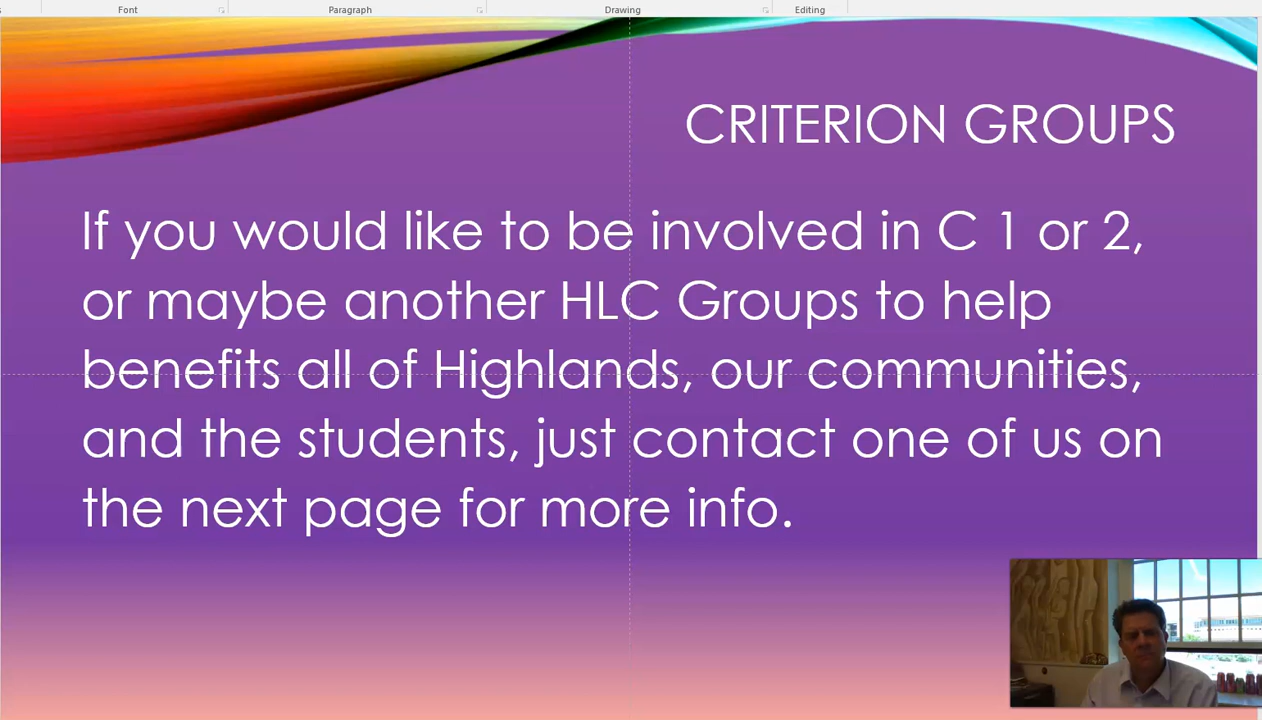 Font Paragraph Drawing Editing
CRITERION GROUPS
If you would like to be involved in C 1 or 2,
or maybe another HLC Groups to help
benefits all of Highlands, our communities,
and the students, just contact one of us on
the next page for more info.